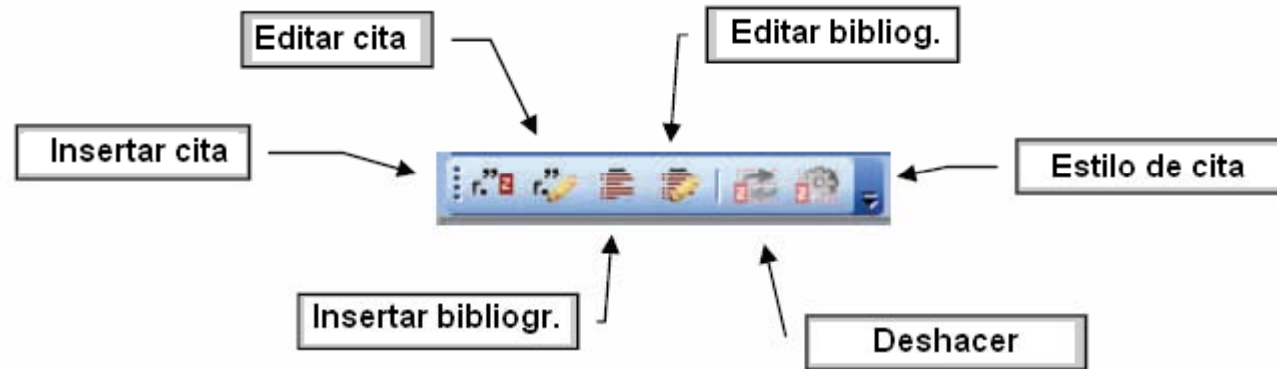 Editar cita
Editar bibliog.
Insertar cita
r.” Z
r.”
Z
Z
Estilo de cita
Insertar bibliogr.
Deshacer